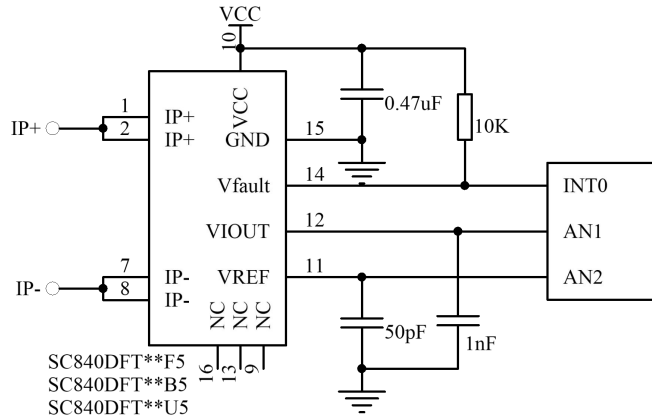 VCC
10
1
IP+
VCC
0.47uF
IP+
2
IP+
GND
15
10K
Vfault
14
INT0
VIOUT
12
AN1
7
IP-
VREF
11
AN2
IP-
8
IP-
NC
NC
NC
50pF
1nF
16
13
9
SC840DFT**F5
SC840DFT**B5
SC840DFT**U5